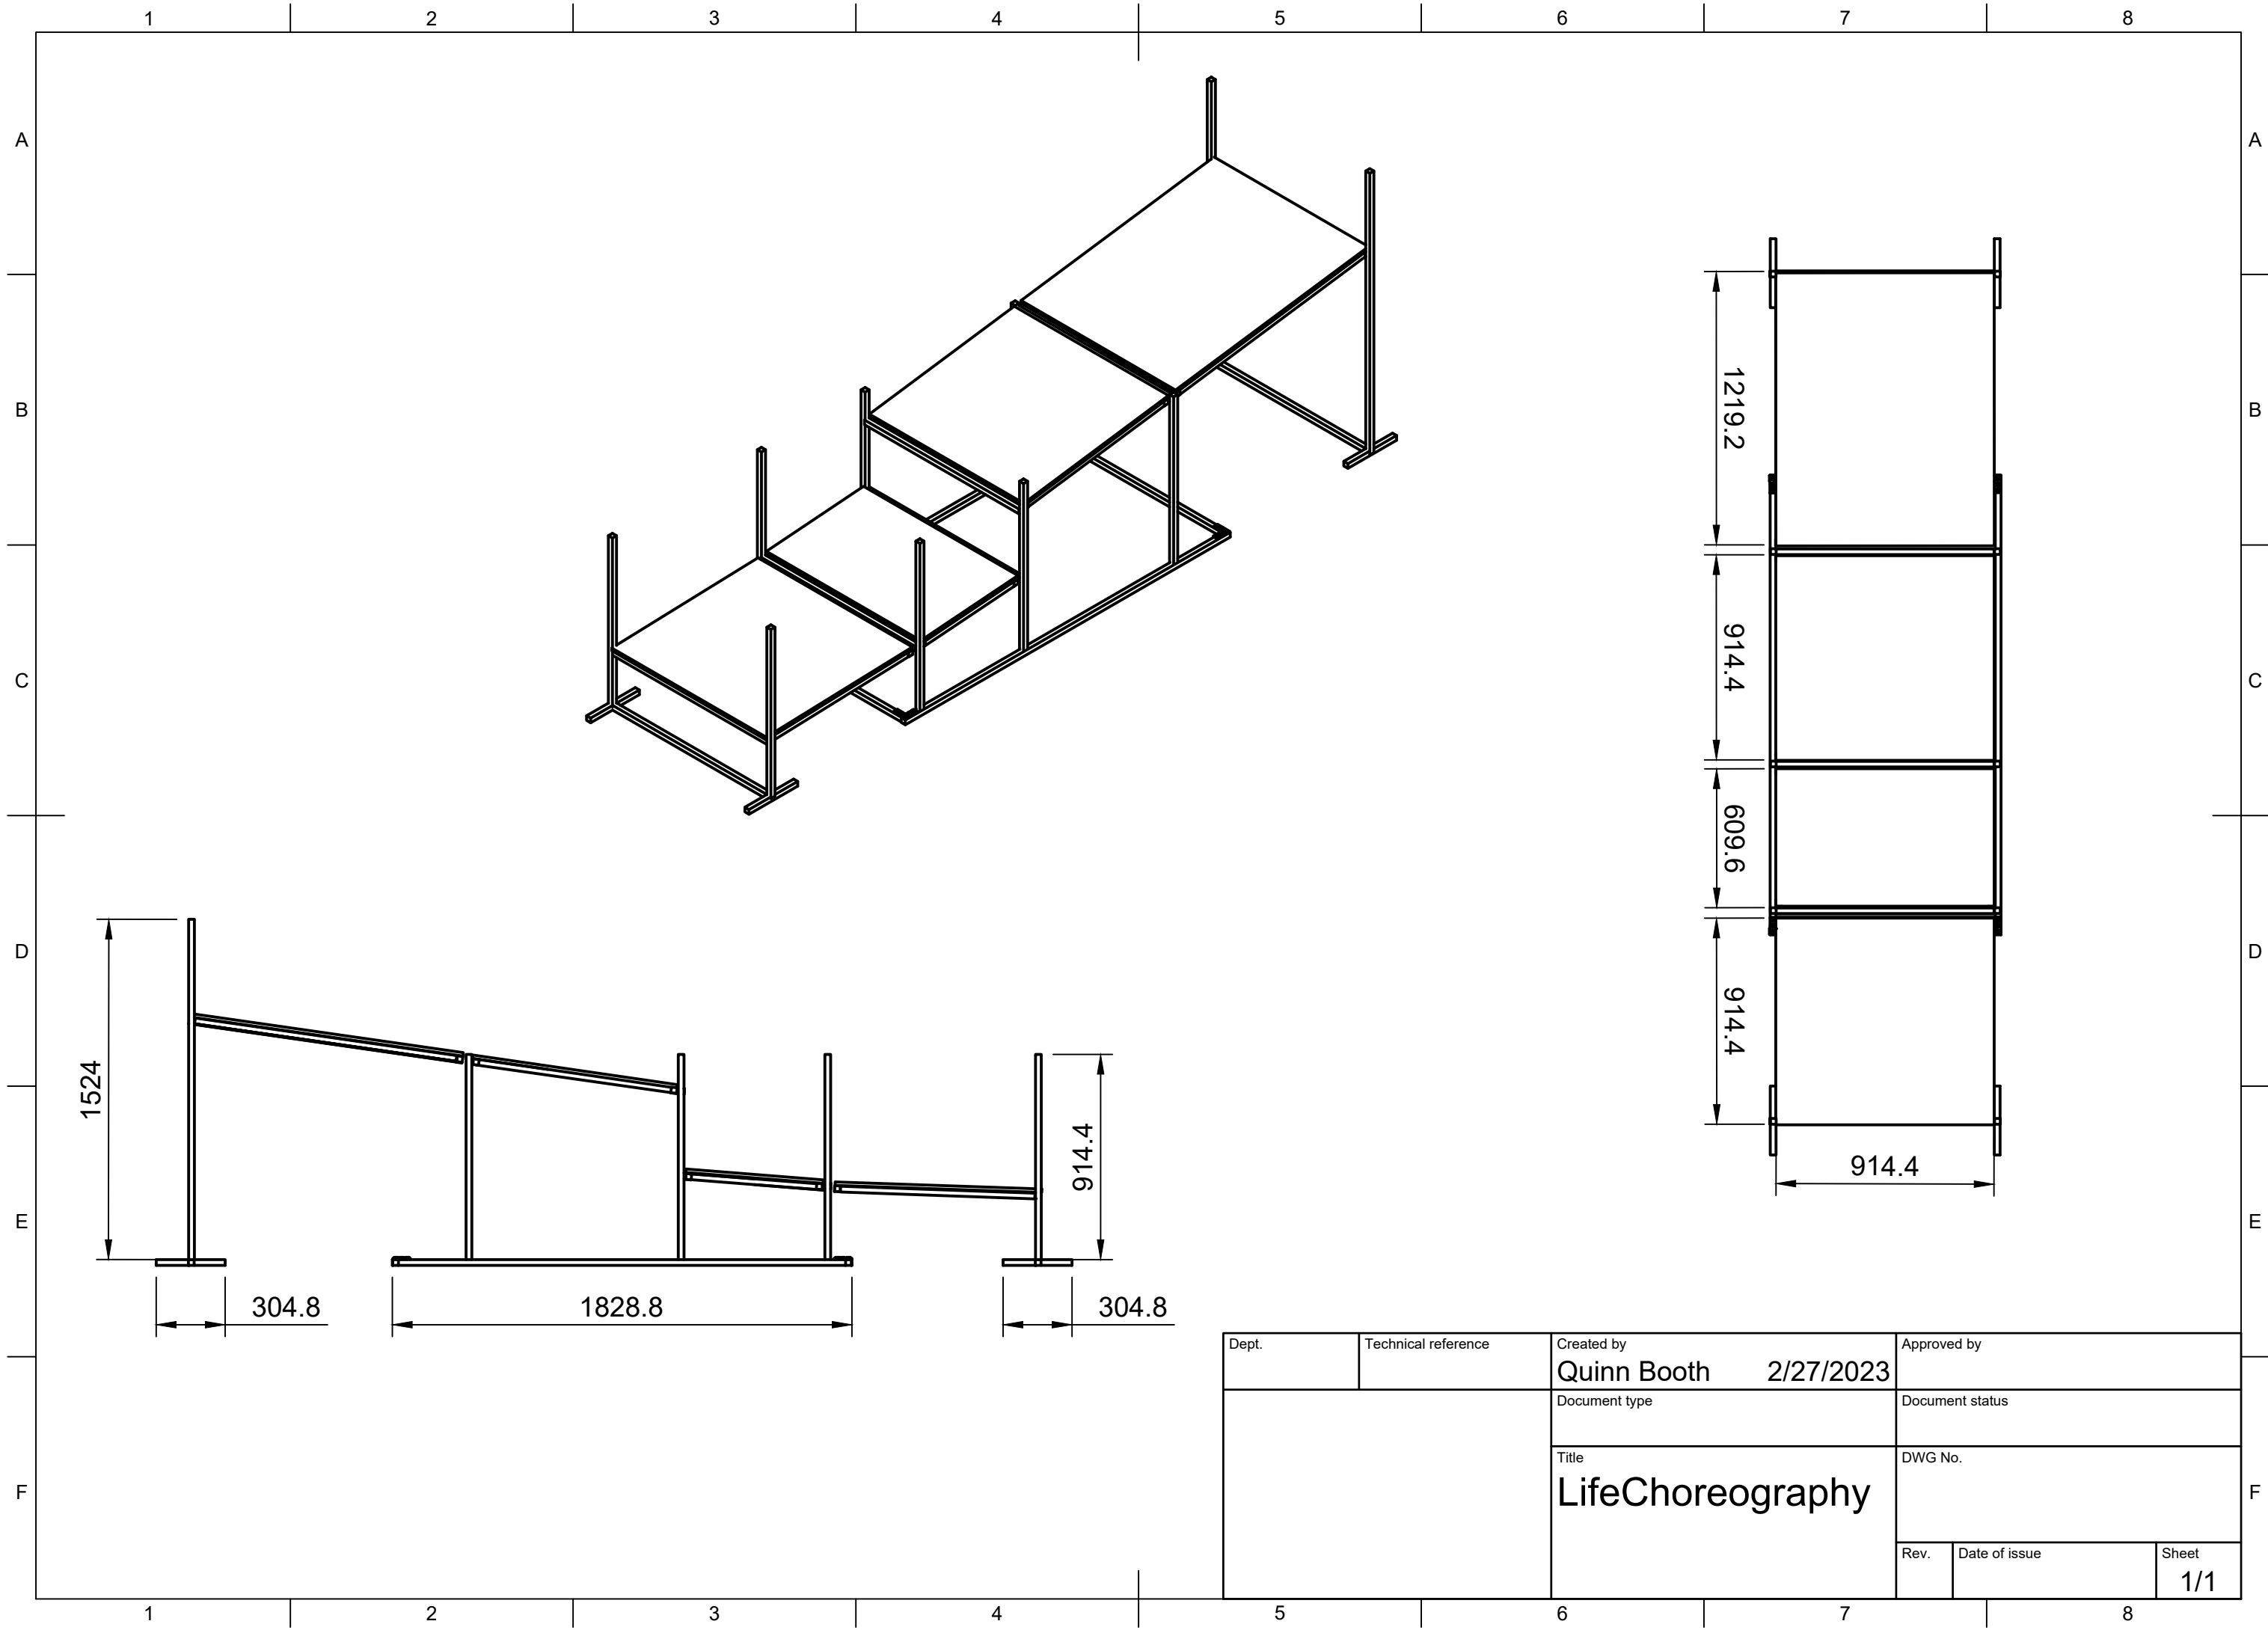 1 2 3 4 5 6 7 8
A A
B B
C C
D D
E E
F F
1219.2
914.4
609.6
914.4
914.4
1524
914.4
304.8
1828.8
304.8
Dept.
Technical reference
Created by
Quinn Booth 2/27/2023
Approved by
Document type
Document status
Title
LifeChoreography
DWG No.
Rev.
Date of issue
Sheet
1/1
1 2 3 4 5 6 7 8